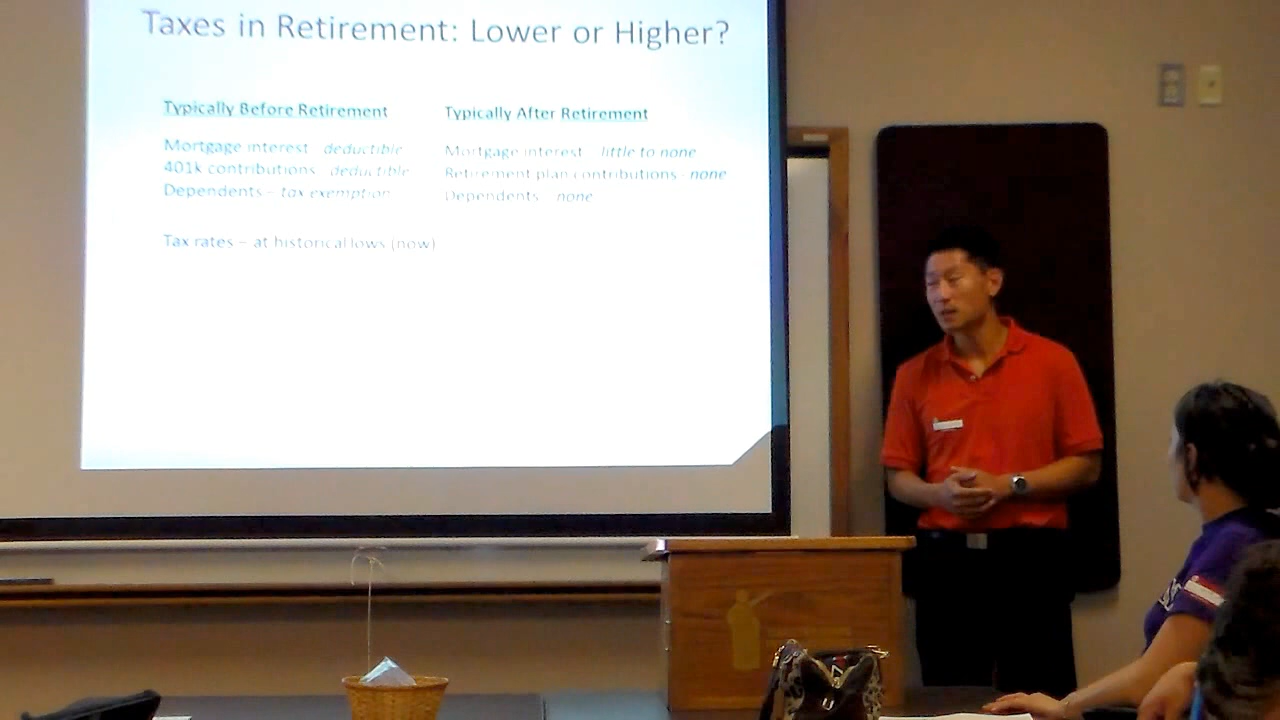 Taxes in Retirement: Lower or Higher?
Typically Before Retirement
Mortgage interest deductible
401k contributions deductible
Dependents – tax exemption
Typically After Retirement
Mortgage interest little to none
Retirement plan contributions - none
Dependents none
Tax rates – at historical lows (now)